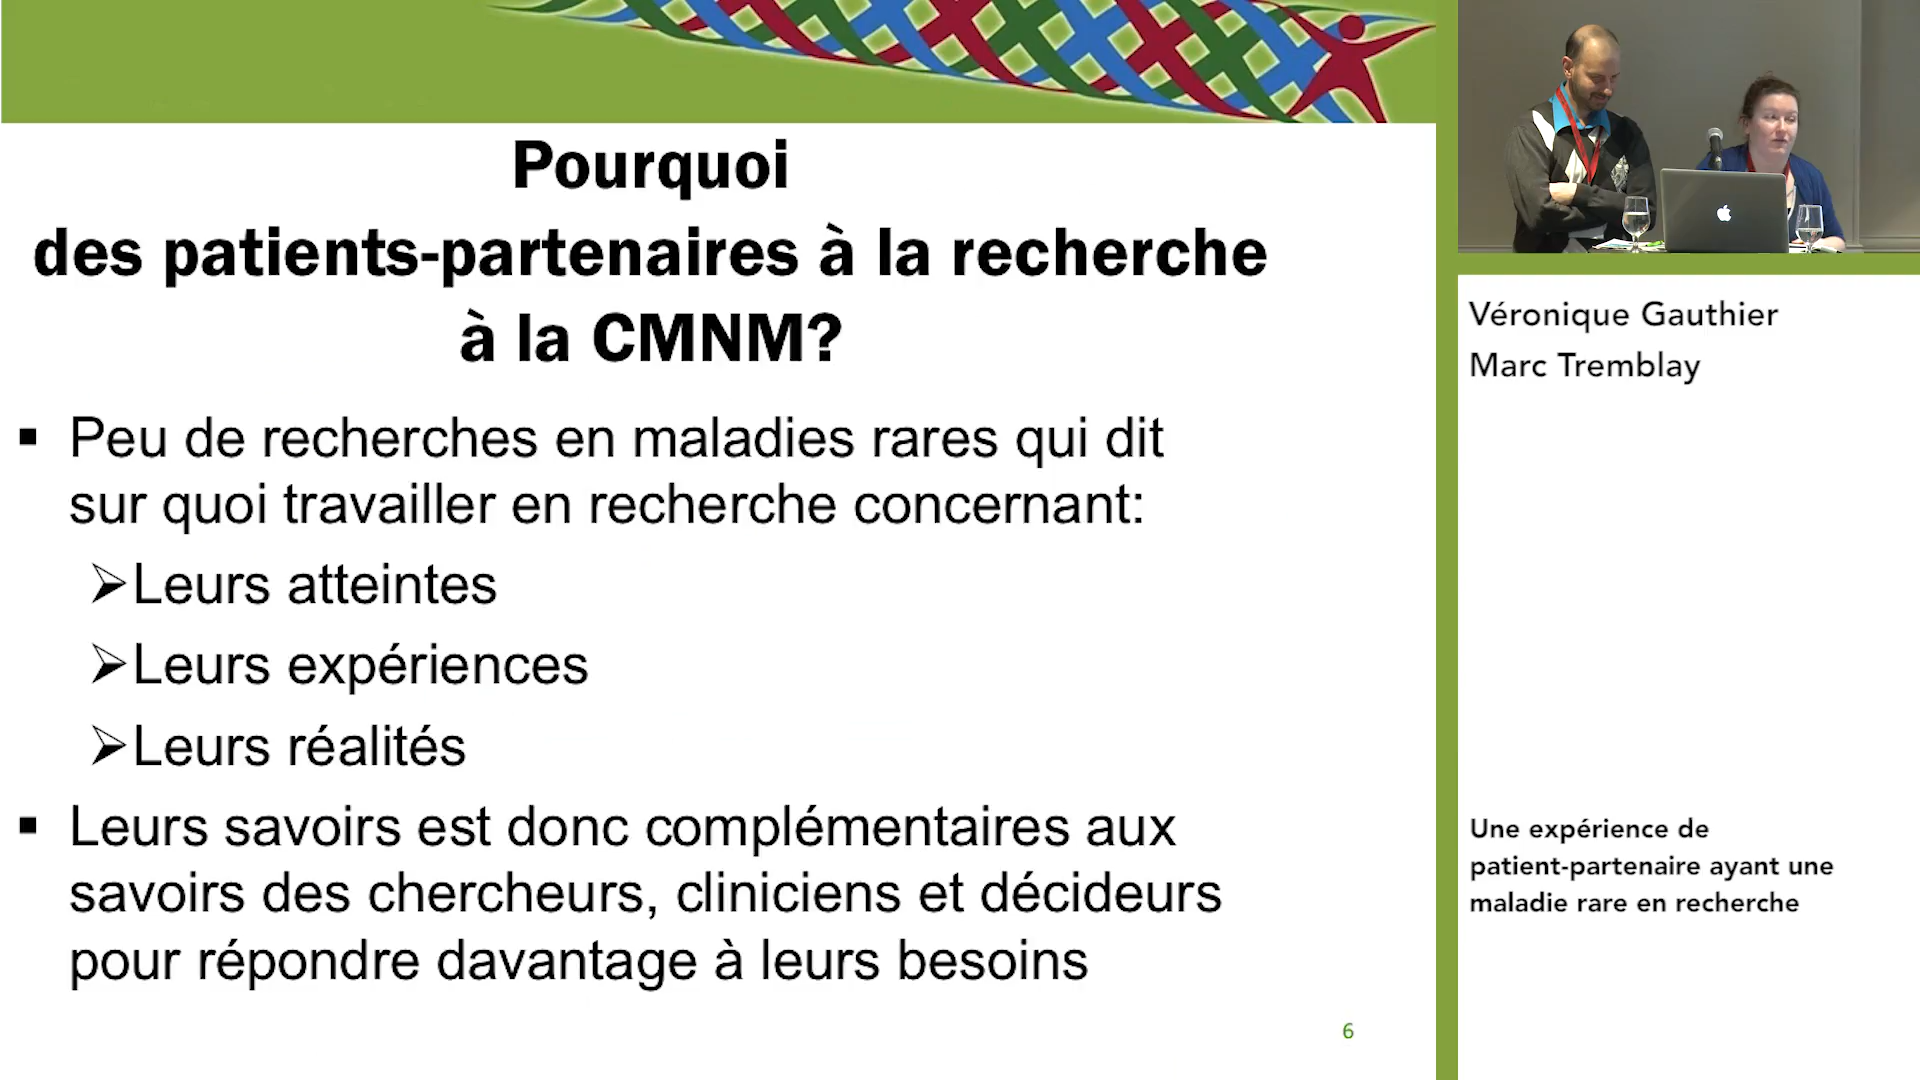 Pourquoi
des patients-partenaires à la recherche
à la CMNM?
▪ Peu de recherches en maladies rares qui dit
sur quoi travailler en recherche concernant:
➢Leurs atteintes
➢Leurs expériences
➢Leurs réalités
▪ Leurs savoirs est donc complémentaires aux
savoirs des chercheurs, cliniciens et décideurs
pour répondre davantage à leurs besoins
6
Véronique Gauthier
Marc Tremblay
Une expérience de
patient-partenaire ayant une
maladie rare en recherche